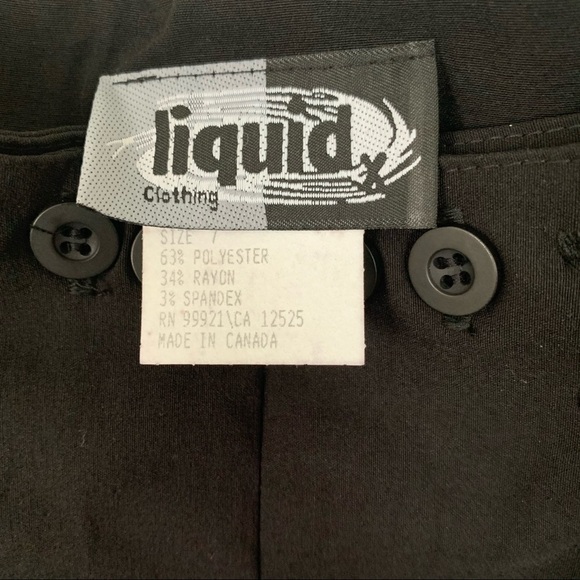 liquid x
Clothing
SIZE 7
63% POLYESTER
34% RAYON
3% SPANDEX
RN 99921\CA 12525
MADE IN CANADA